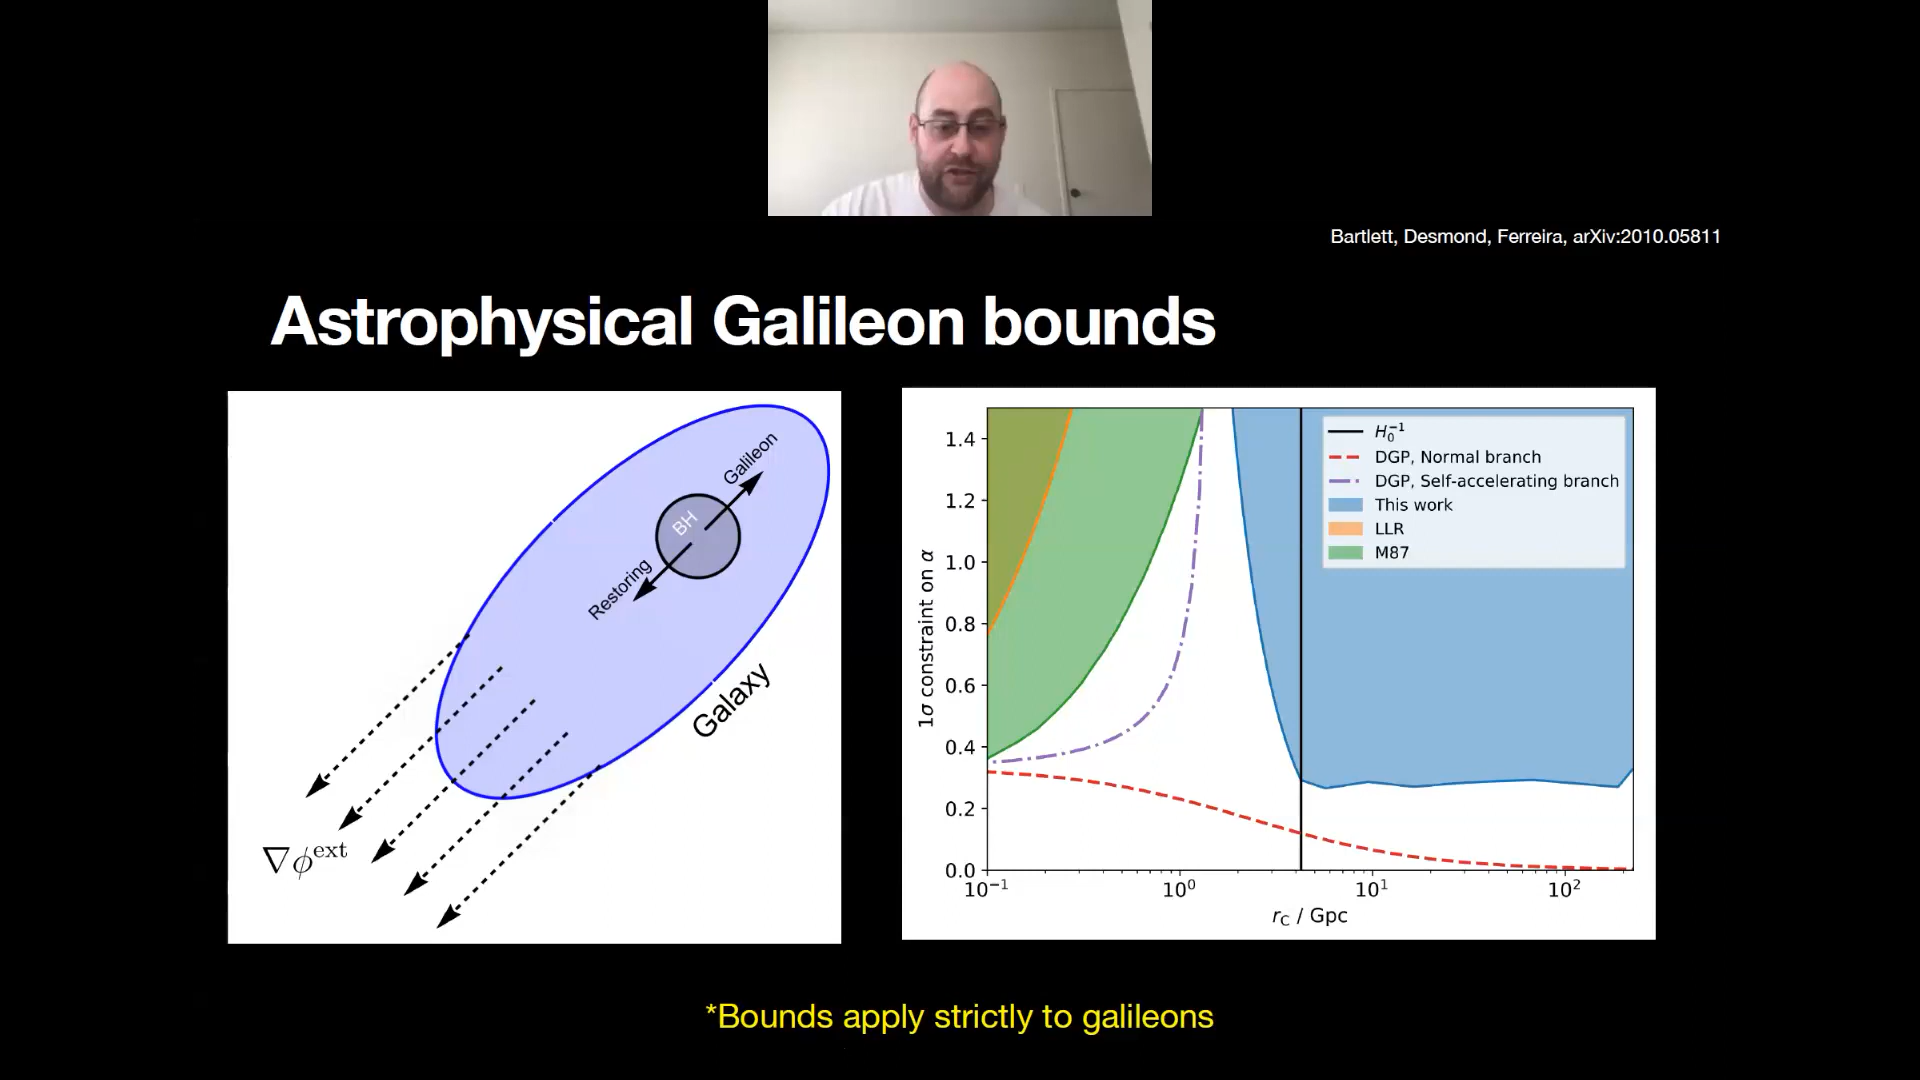 Bartlett, Desmond, Ferreira, arXiv:2010.05811
Astrophysical Galileon bounds
Galileon
BH
Restoring
Galaxy
∇ϕ^ext
1σ constraint on α
1.4
1.2
1.0
0.8
0.6
0.4
0.2
0.0
10⁻¹
10⁰
10¹
10²
r_C / Gpc
H₀⁻¹
DGP, Normal branch
DGP, Self-accelerating branch
This work
LLR
M87
*Bounds apply strictly to galileons